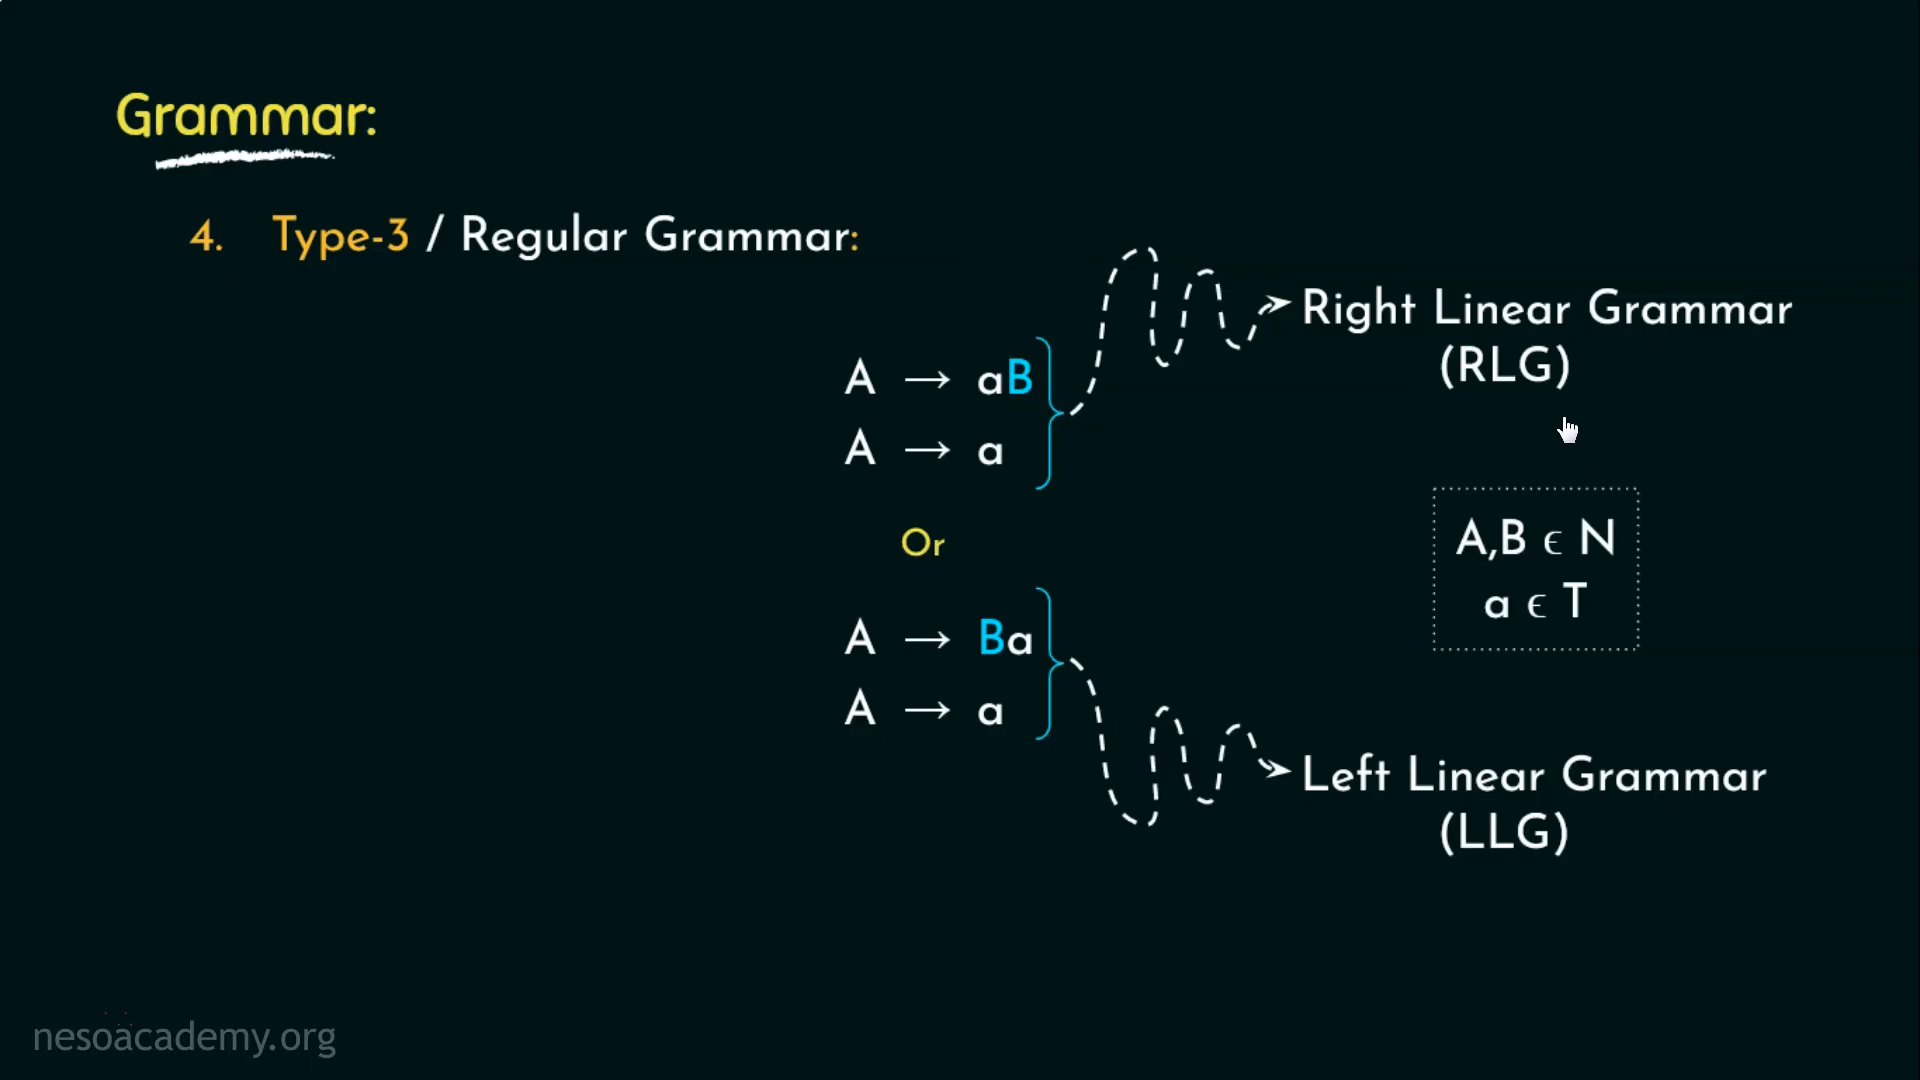 Grammar:
4. Type-3 / Regular Grammar:
Right Linear Grammar
(RLG)
A → aB
A → a
Or
A → Ba
A → a
A,B ϵ N
a ϵ T
Left Linear Grammar
(LLG)
nesoacademy.org